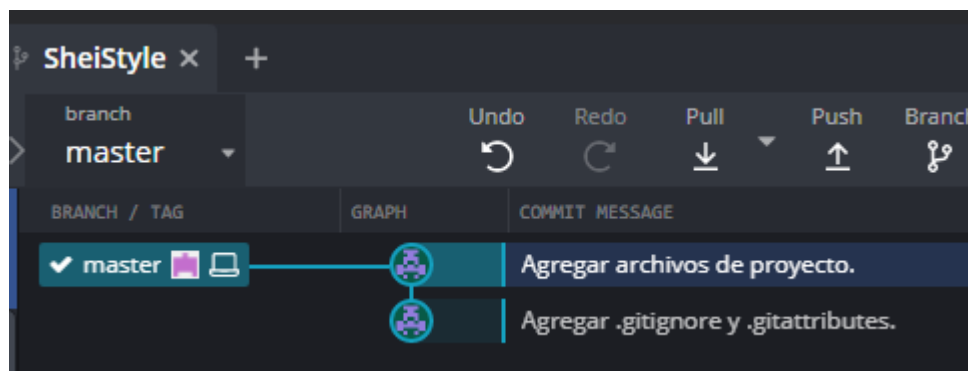 SheiStyle × +
branch
master
Undo Redo Pull Push
BRANCH / TAG GRAPH COMMIT MESSAGE
master Agregar archivos de proyecto.
Agregar .gitignore y .gitattributes.